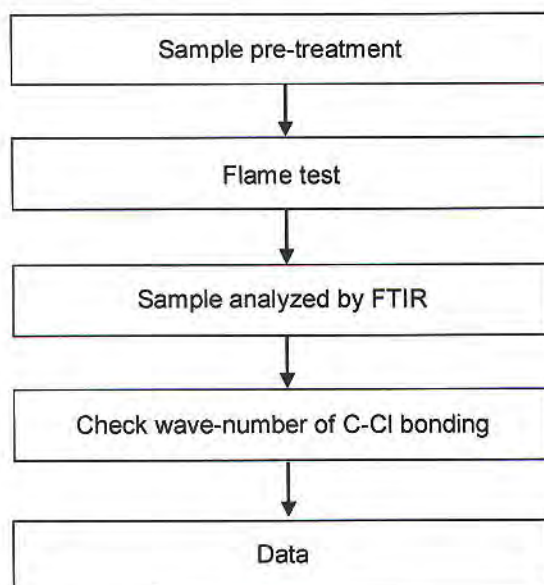 Sample pre-treatment
Flame test
Sample analyzed by FTIR
Check wave-number of C-Cl bonding
Data